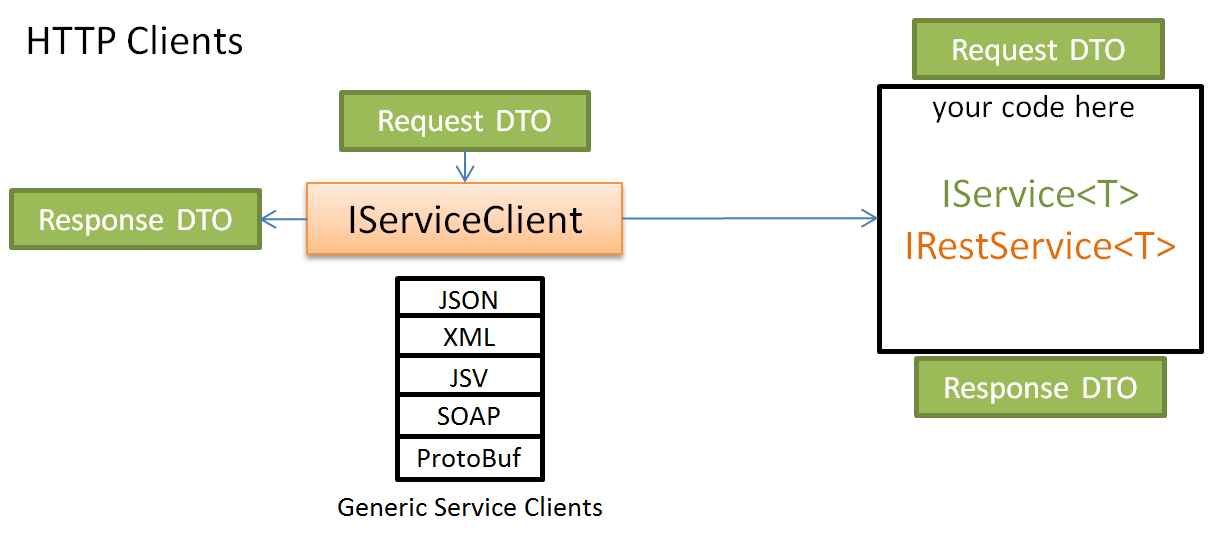 HTTP Clients
Request DTO
your code here
Request DTO
IService<T>
Response DTO
IServiceClient
IRestService<T>
JSON
XML
JSV
Response DTO
SOAP
ProtoBuf
Generic Service Clients